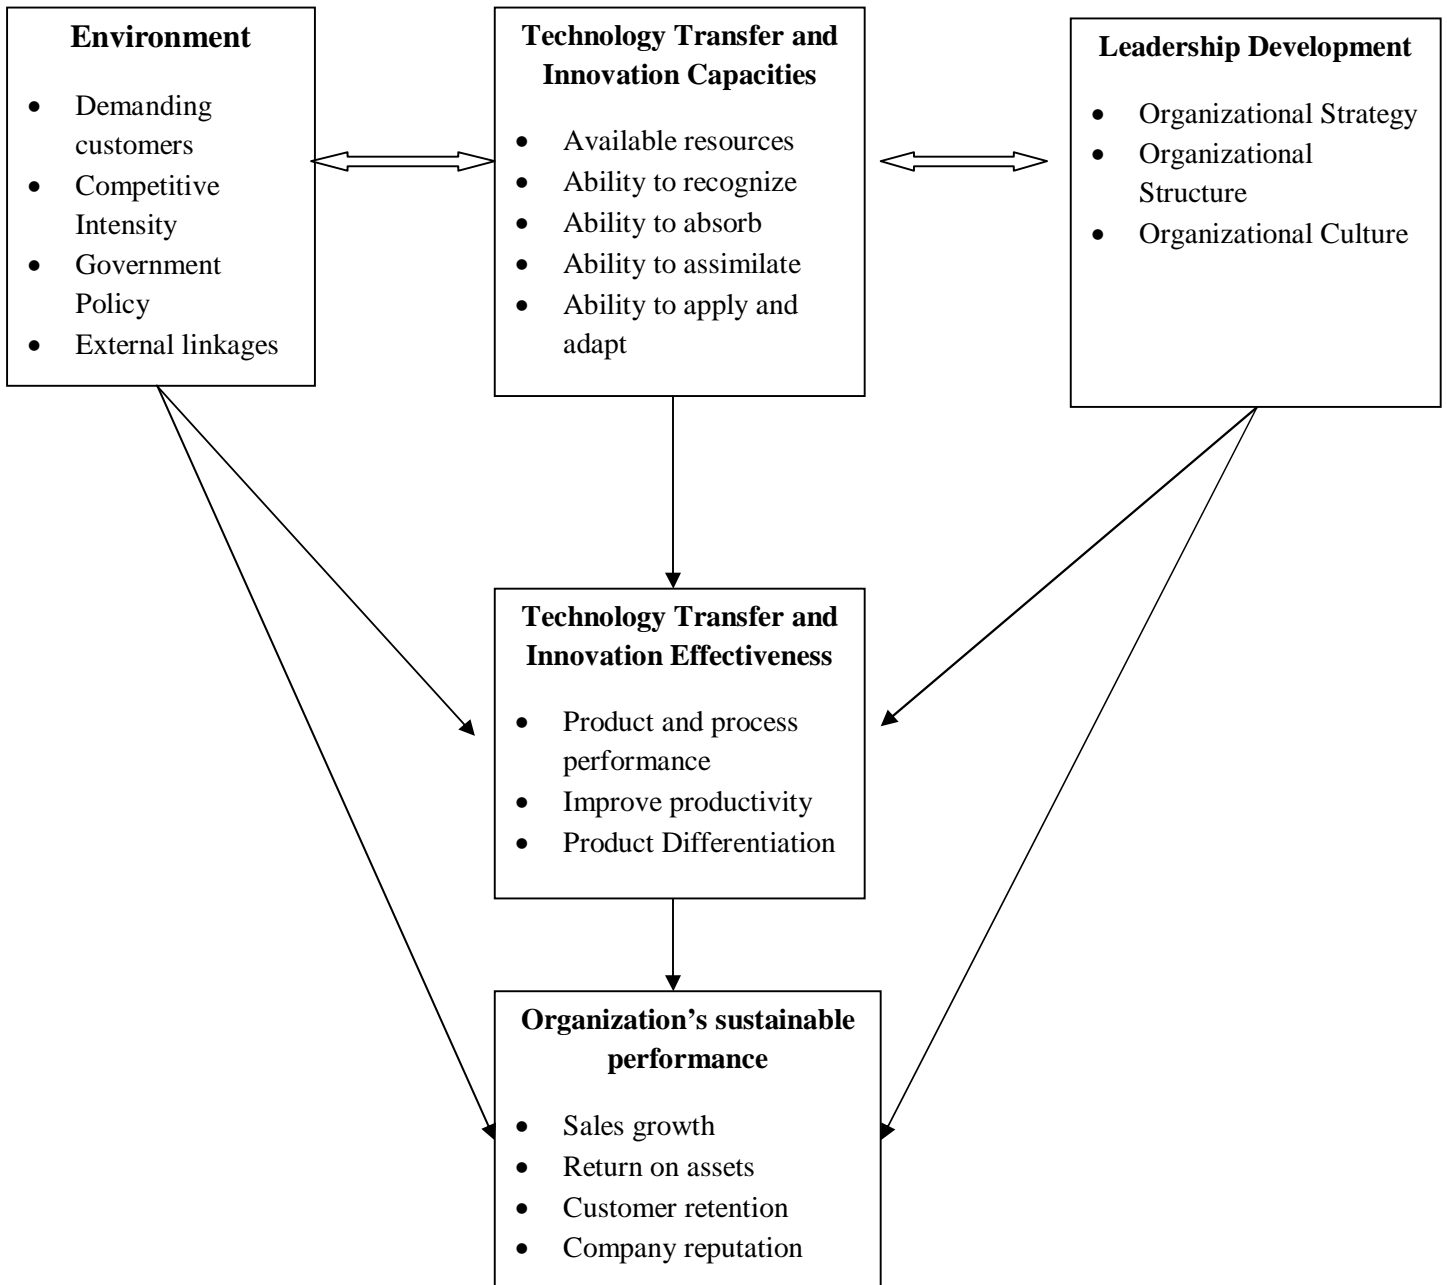 Environment
• Demanding
customers
• Competitive
Intensity
• Government
Policy
• External linkages
Technology Transfer and
Innovation Capacities
• Available resources
• Ability to recognize
• Ability to absorb
• Ability to assimilate
• Ability to apply and
adapt
Leadership Development
• Organizational Strategy
• Organizational
Structure
• Organizational Culture
Technology Transfer and
Innovation Effectiveness
• Product and process
performance
• Improve productivity
• Product Differentiation
Organization’s sustainable
performance
• Sales growth
• Return on assets
• Customer retention
• Company reputation